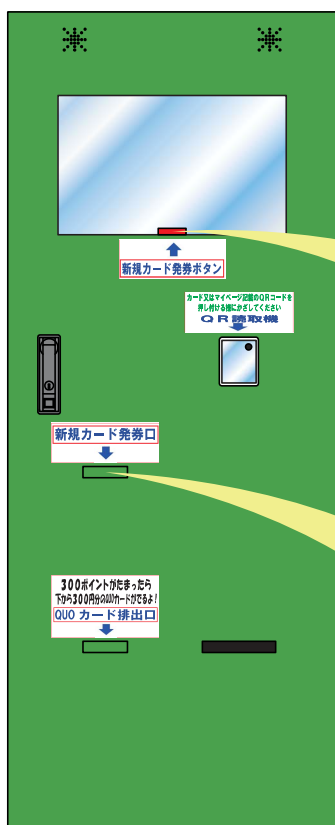 新規カード発券ボタン
カード又はマイページ記載のQRコードを
押し付ける様にかざしてください
QR読取機
新規カード発券口
300ポイントがたまったら
下から300円分のQUOカードがでるよ！
QUO カード排出口